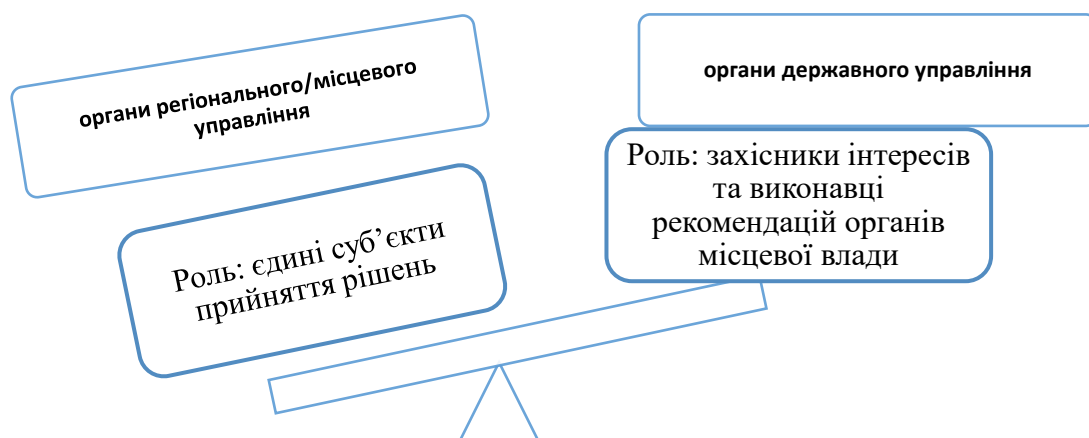 органи регіонального/місцевого
управління
Роль: єдині суб’єкти
прийняття рішень
органи державного управління
Роль: захісники інтересів
та виконавці
рекомендацій органів
місцевої влади